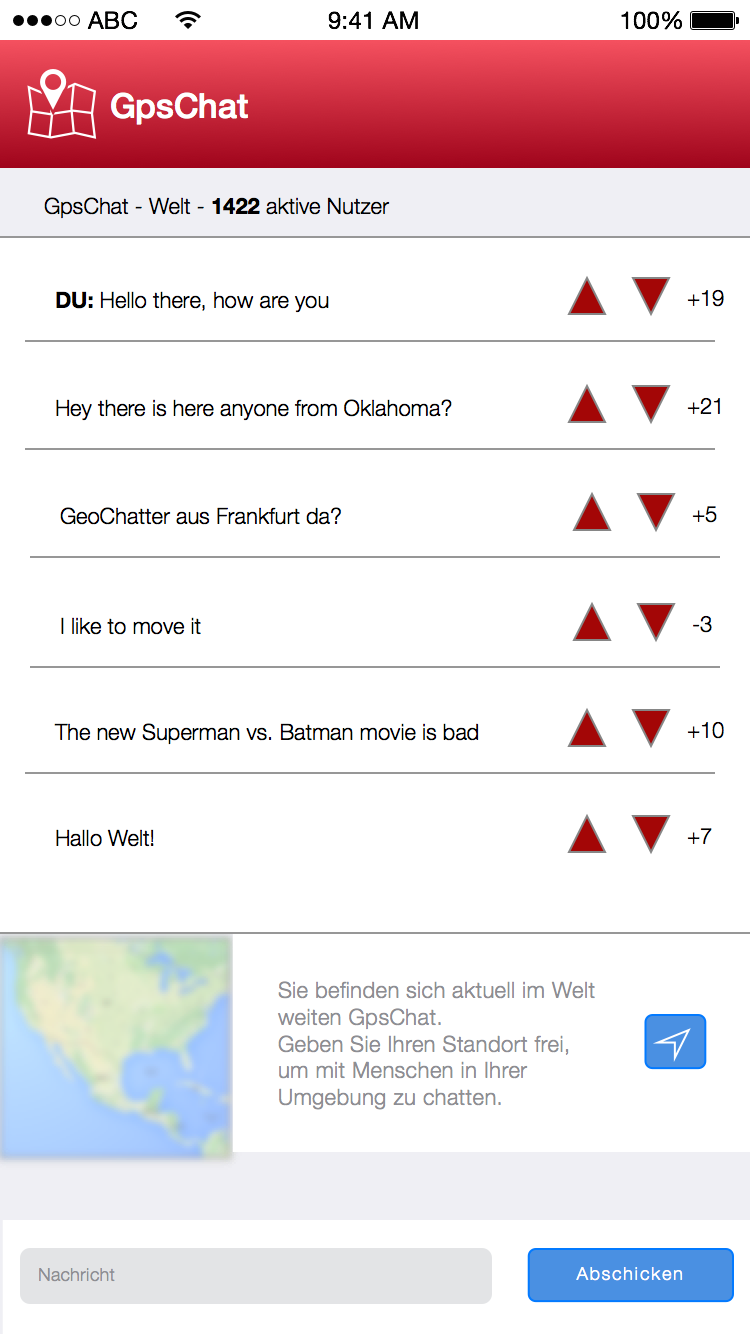 ●●●○○ ABC 9:41 AM 100%
GpsChat
GpsChat - Welt - 1422 aktive Nutzer
DU: Hello there, how are you +19
Hey there is here anyone from Oklahoma? +21
GeoChatter aus Frankfurt da? +5
I like to move it -3
The new Superman vs. Batman movie is bad +10
Hallo Welt! +7
Sie befinden sich aktuell im Welt
weiten GpsChat.
Geben Sie Ihren Standort frei,
um mit Menschen in Ihrer
Umgebung zu chatten.
Nachricht Abschicken